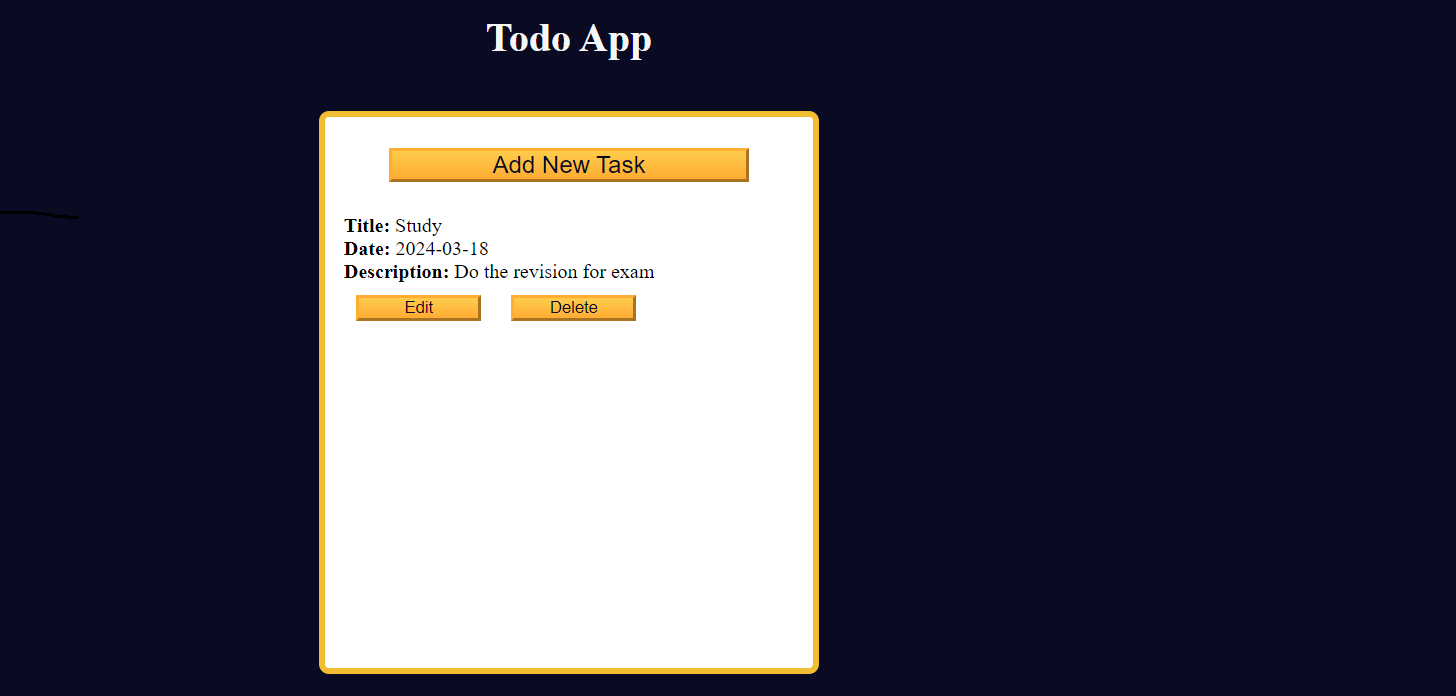 Todo App
Add New Task
Title: Study
Date: 2024-03-18
Description: Do the revision for exam
Edit Delete